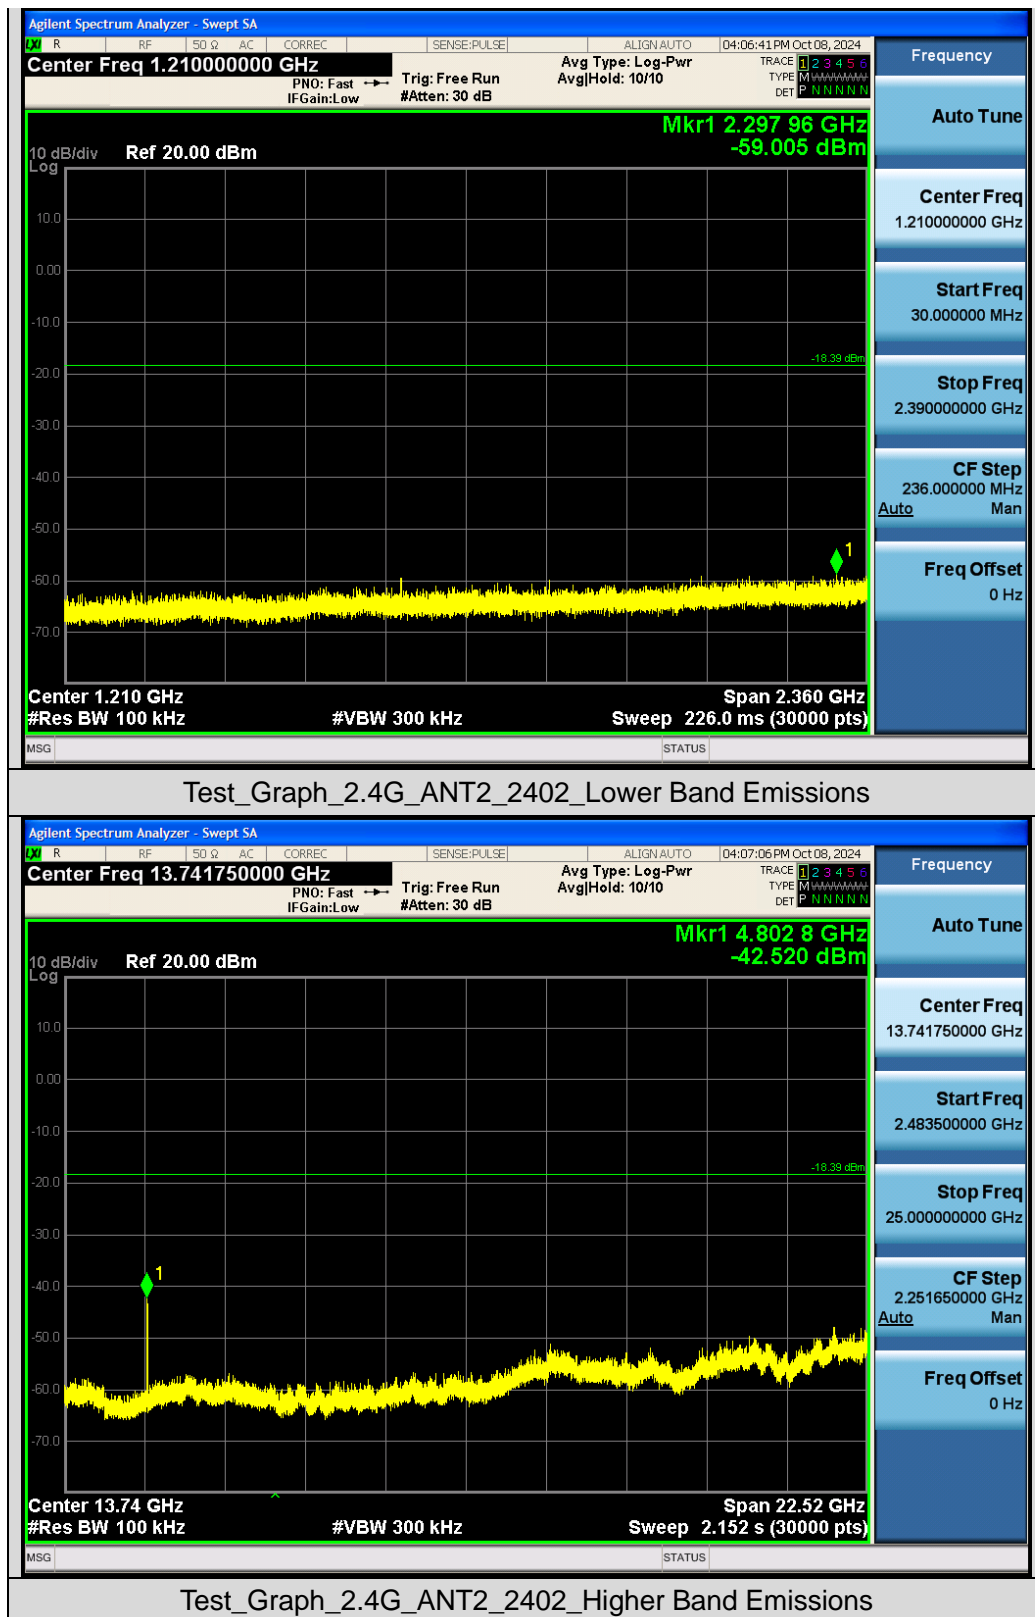 Agilent Spectrum Analyzer - Swept SA
LXI R RF 50 Ω AC CORREC SENSE:PULSE ALIGN AUTO 04:06:41 PM Oct 08, 2024
Center Freq 1.210000000 GHz
PNO: Fast
IFGain:Low
Trig: Free Run
#Atten: 30 dB
Avg Type: Log-Pwr
Avg|Hold: 10/10
TRACE 1 2 3 4 5 6
TYPE M WWWWW
DET P N N N N N
Mkr1 2.297 96 GHz
-59.005 dBm
10 dB/div
Log
Ref 20.00 dBm
10.0
0.00
-10.0
-18.39 dBm
-20.0
-30.0
-40.0
-50.0
1
-60.0
-70.0
Center 1.210 GHz
Span 2.360 GHz
#Res BW 100 kHz
#VBW 300 kHz
Sweep 226.0 ms (30000 pts)
MSG
STATUS
Frequency
Auto Tune
Center Freq
1.210000000 GHz
Start Freq
30.000000 MHz
Stop Freq
2.390000000 GHz
CF Step
236.000000 MHz
Auto Man
Freq Offset
0 Hz
Test_Graph_2.4G_ANT2_2402_Lower Band Emissions
Agilent Spectrum Analyzer - Swept SA
LXI R RF 50 Ω AC CORREC SENSE:PULSE ALIGN AUTO 04:07:06 PM Oct 08, 2024
Center Freq 13.741750000 GHz
PNO: Fast
IFGain:Low
Trig: Free Run
#Atten: 30 dB
Avg Type: Log-Pwr
Avg|Hold: 10/10
TRACE 1 2 3 4 5 6
TYPE M WWWWW
DET P N N N N N
Mkr1 4.802 8 GHz
-42.520 dBm
10 dB/div
Log
Ref 20.00 dBm
10.0
0.00
-10.0
-18.39 dBm
-20.0
-30.0
1
-40.0
-50.0
-60.0
-70.0
Center 13.74 GHz
Span 22.52 GHz
#Res BW 100 kHz
#VBW 300 kHz
Sweep 2.152 s (30000 pts)
MSG
STATUS
Frequency
Auto Tune
Center Freq
13.741750000 GHz
Start Freq
2.483500000 GHz
Stop Freq
25.000000000 GHz
CF Step
2.251650000 GHz
Auto Man
Freq Offset
0 Hz
Test_Graph_2.4G_ANT2_2402_Higher Band Emissions